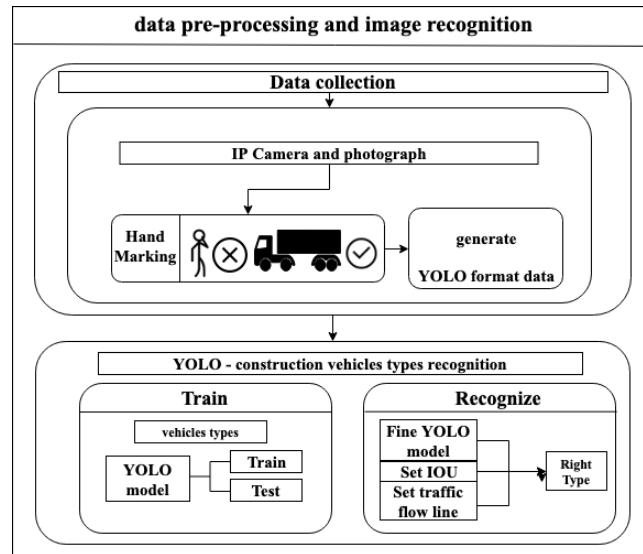 data pre-processing and image recognition
Data collection
IP Camera and photograph
Hand
Marking
generate
YOLO format data
YOLO - construction vehicles types recognition
Train
vehicles types
YOLO
model
Train
Test
Recognize
Fine YOLO
model
Set IOU
Set traffic
flow line
Right
Type